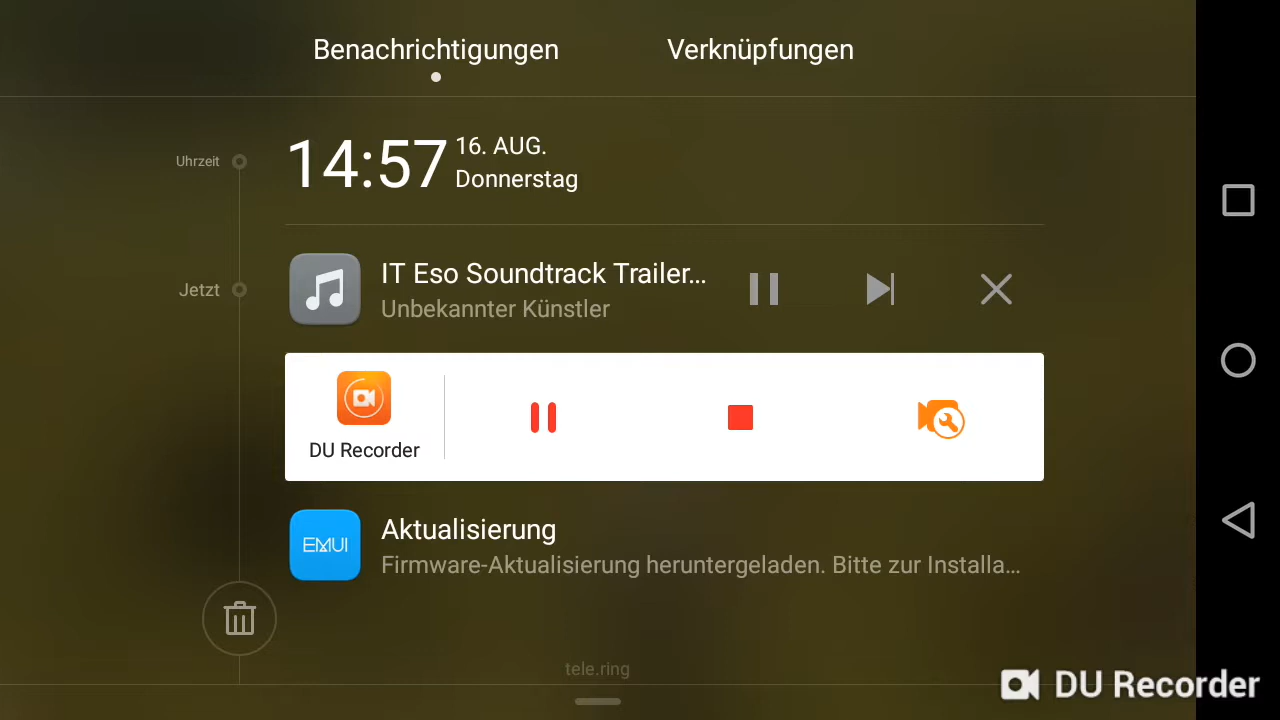 Benachrichtigungen
Verknüpfungen
Uhrzeit
14:57
16. AUG.
Donnerstag
Jetzt
IT Eso Soundtrack Trailer...
Unbekannter Künstler
DU Recorder
EMUI
Aktualisierung
Firmware-Aktualisierung heruntergeladen. Bitte zur Installa...
tele.ring
DU Recorder